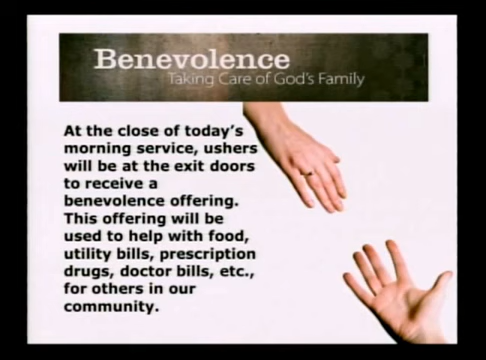 Benevolence
Taking Care of God's Family
At the close of today's
morning service, ushers
will be at the exit doors
to receive a
benevolence offering.
This offering will be
used to help with food,
utility bills, prescription
drugs, doctor bills, etc.,
for others in our
community.